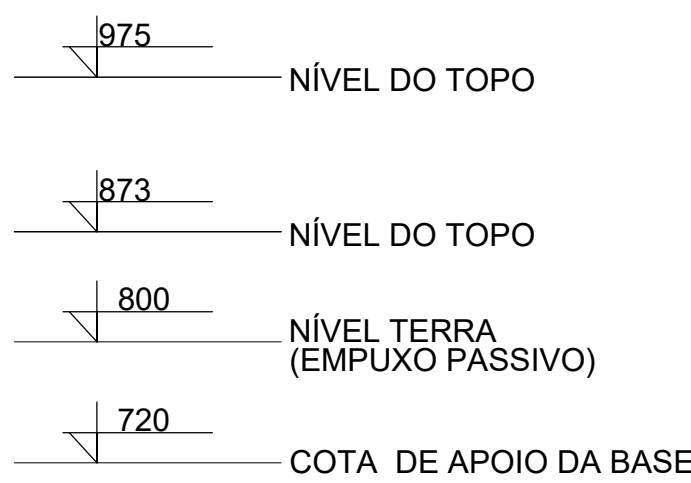 975
NÍVEL DO TOPO
873
NÍVEL DO TOPO
800
NÍVEL TERRA
(EMPUXO PASSIVO)
720
COTA DE APOIO DA BASE